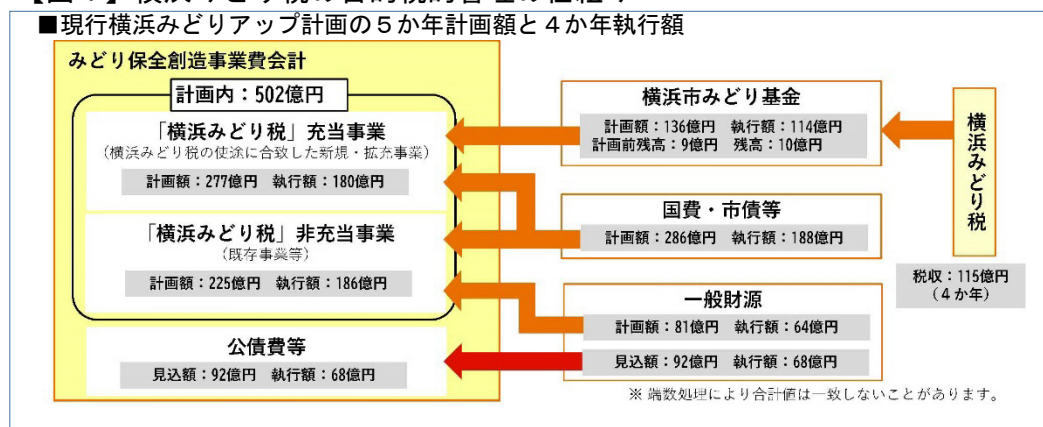 ■現行横浜みどりアップ計画の5か年計画額と4か年執行額
みどり保全創造事業費会計
計画内:502億円
「横浜みどり税」充当事業
(横浜みどり税の使途に合致した新規・拡充事業)
計画額:277億円 執行額:180億円
「横浜みどり税」非充当事業
(既存事業等)
計画額:225億円 執行額:186億円
公債費等
見込額:92億円 執行額:68億円
横浜市みどり基金
計画額:136億円 執行額:114億円
計画前残高:9億円 残高:10億円
国費・市債等
計画額:286億円 執行額:188億円
一般財源
計画額:81億円 執行額:64億円
見込額:92億円 執行額:68億円
横浜みどり税
税収:115億円
(4か年)
※ 端数処理により合計値は一致しないことがあります。